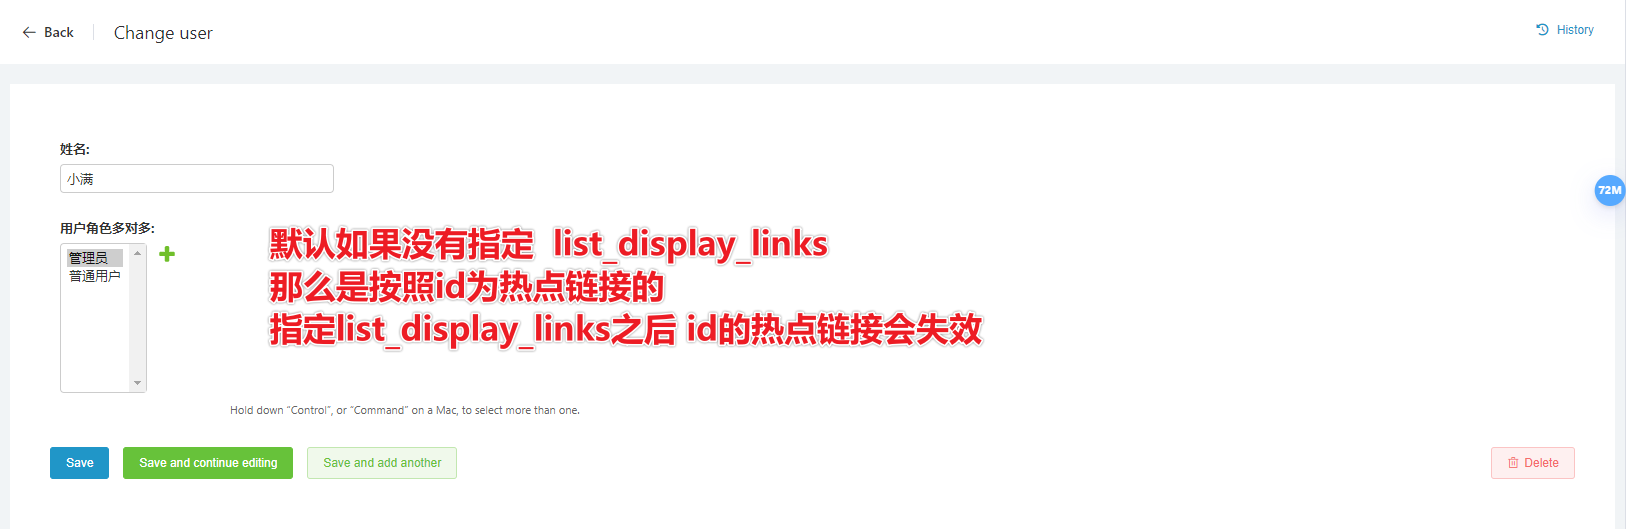 Back
Change user
History
姓名:
小满
72M
用户角色多对多:
管理员
普通用户
默认如果没有指定 list_display_links
那么是按照id为热点链接的
指定list_display_links之后 id的热点链接会失效
Hold down “Control”, or “Command” on a Mac, to select more than one.
Save
Save and continue editing
Save and add another
Delete